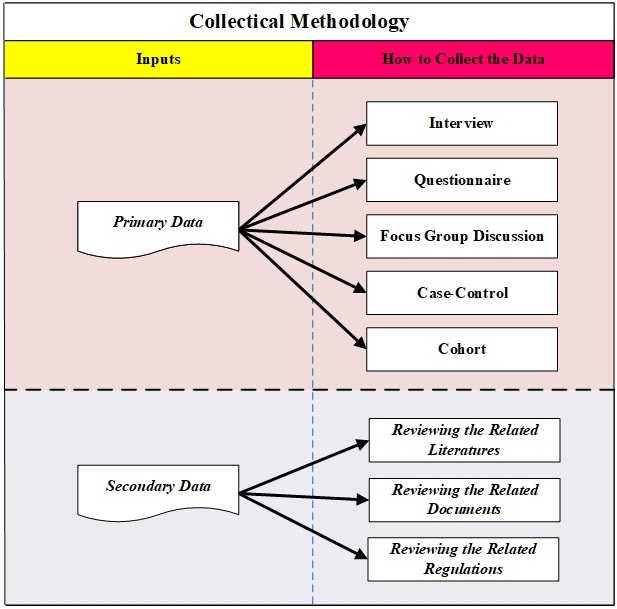 Collectical Methodology
Inputs
How to Collect the Data
Primary Data
Interview
Questionnaire
Focus Group Discussion
Case-Control
Cohort
Secondary Data
Reviewing the Related
Literatures
Reviewing the Related
Documents
Reviewing the Related
Regulations